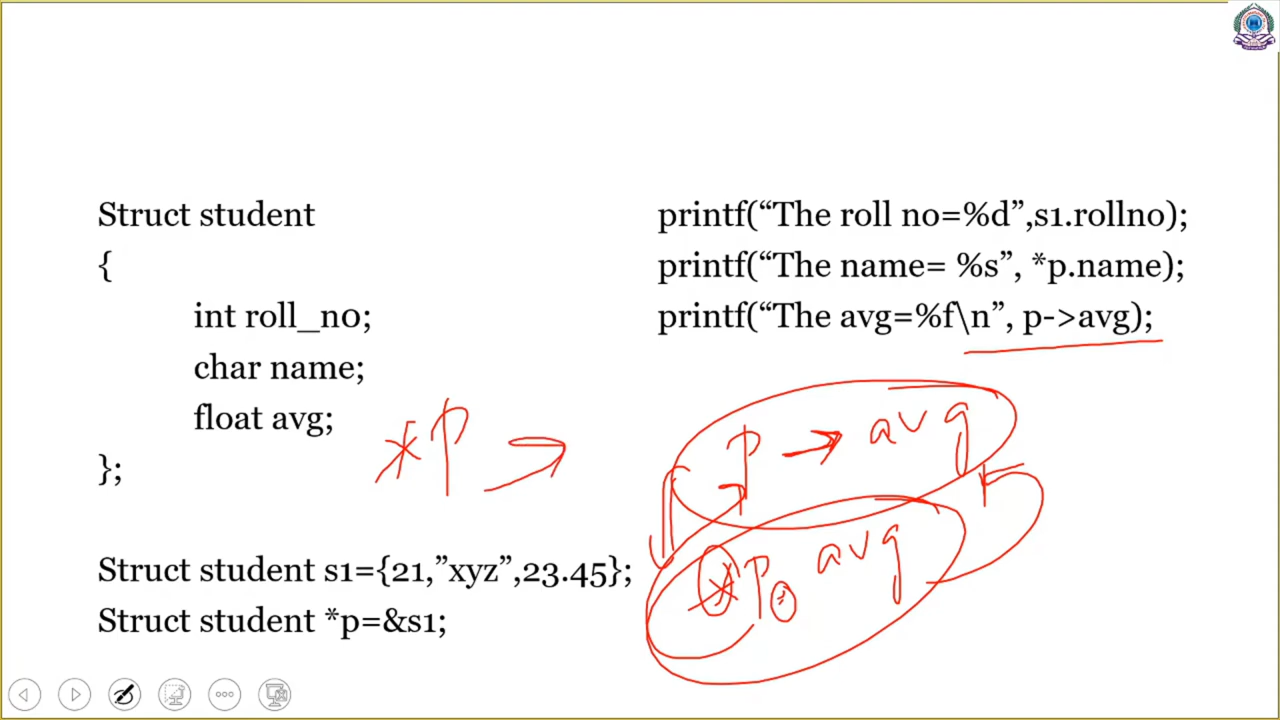 Struct student
{
int roll_no;
char name;
float avg;
};
Struct student s1={21,”xyz”,23.45};
Struct student *p=&s1;
printf(“The roll no=%d”,s1.rollno);
printf(“The name= %s”, *p.name);
printf(“The avg=%f\n”, p->avg);
*p →
p → avg
*p. avg